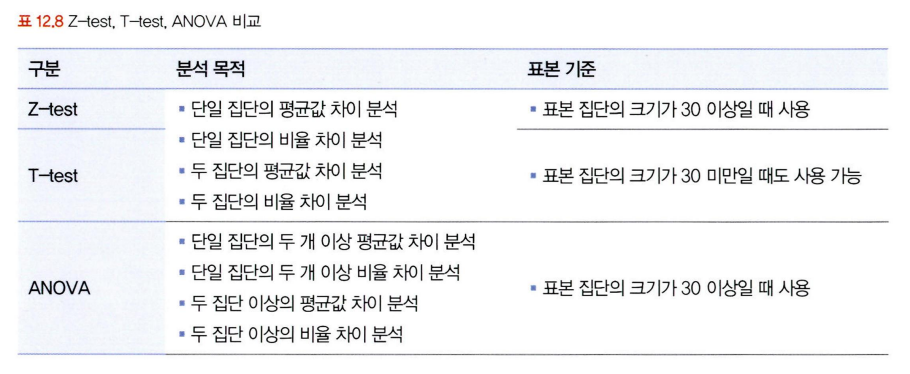 표 12.8 Z-test, T-test, ANOVA 비교
구분 분석 목적 표본 기준
Z-test
▪ 단일 집단의 평균값 차이 분석
▪ 표본 집단의 크기가 30 이상일 때 사용
▪ 단일 집단의 비율 차이 분석
T-test
▪ 두 집단의 평균값 차이 분석
▪ 표본 집단의 크기가 30 미만일 때도 사용 가능
▪ 두 집단의 비율 차이 분석
▪ 단일 집단의 두 개 이상 평균값 차이 분석
▪ 단일 집단의 두 개 이상 비율 차이 분석
ANOVA
▪ 표본 집단의 크기가 30 이상일 때 사용
▪ 두 집단 이상의 평균값 차이 분석
▪ 두 집단 이상의 비율 차이 분석